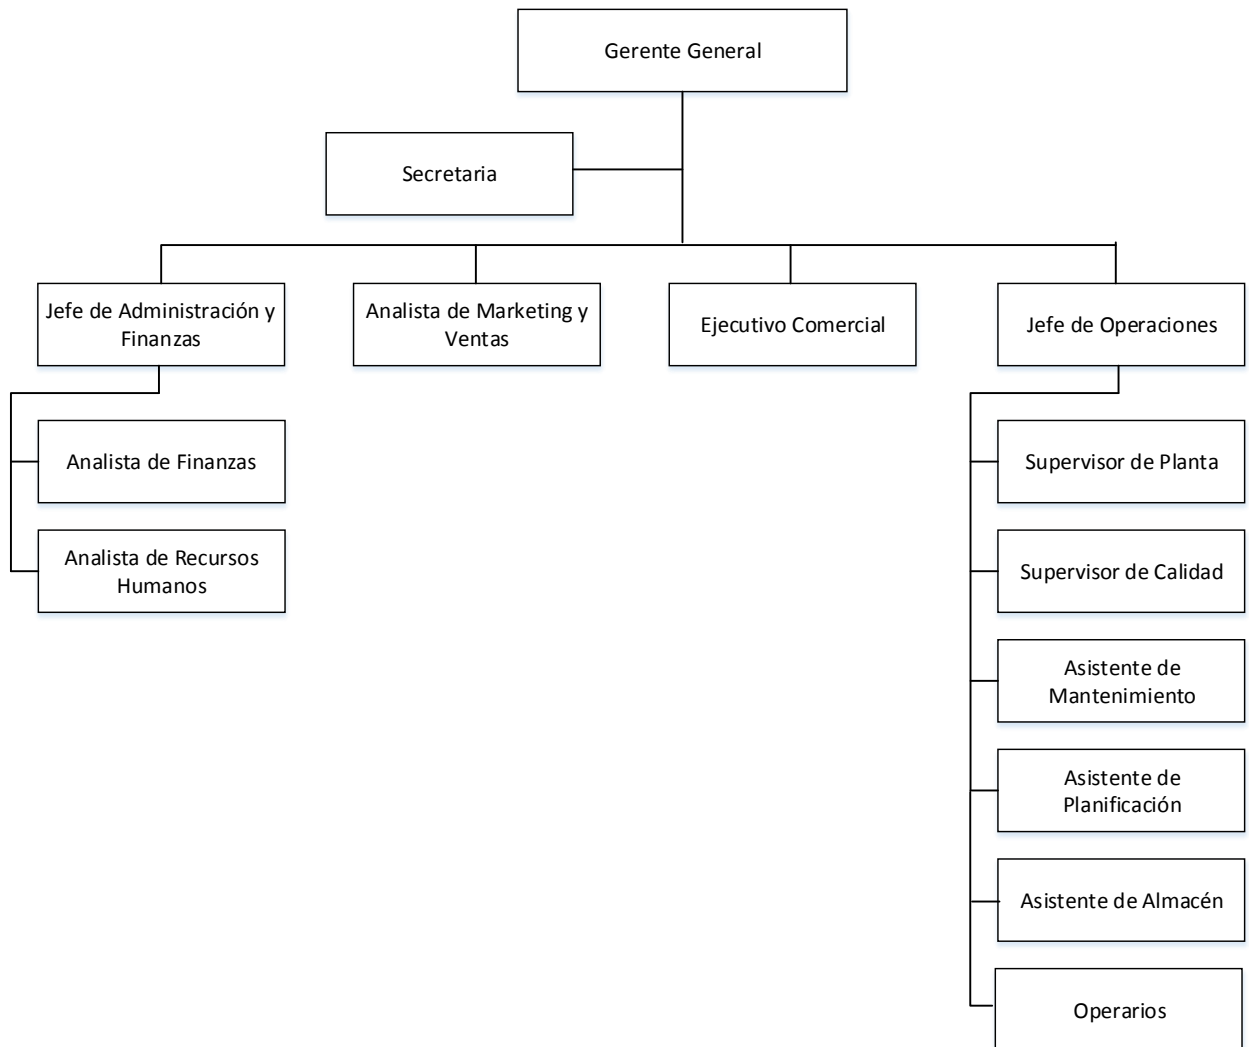 Gerente General
Secretaria
Jefe de Administración y
Finanzas
Analista de Marketing y
Ventas
Ejecutivo Comercial
Jefe de Operaciones
Analista de Finanzas
Analista de Recursos
Humanos
Supervisor de Planta
Supervisor de Calidad
Asistente de
Mantenimiento
Asistente de
Planificación
Asistente de Almacén
Operarios